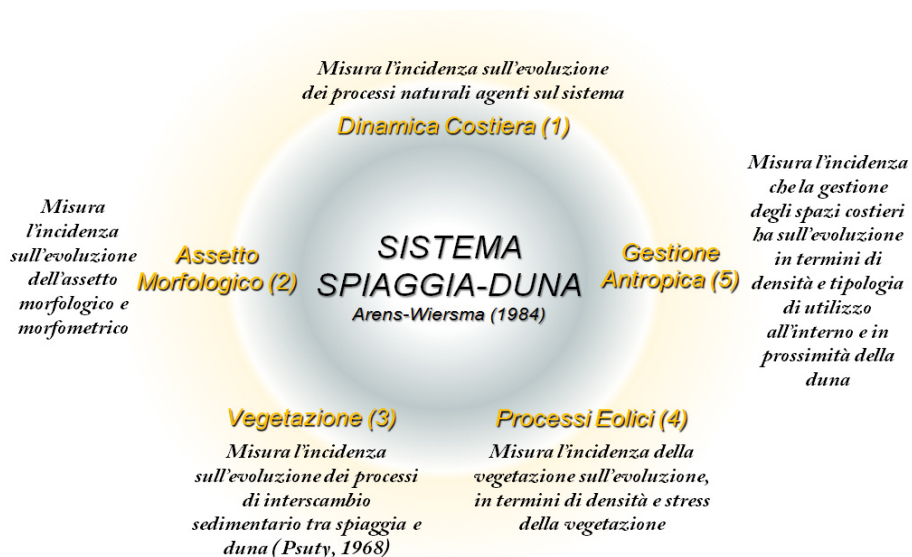 Misura l'incidenza sull'evoluzione
dei processi naturali agenti sul sistema
Dinamica Costiera (1)
Misura
l'incidenza
sull'evoluzione
dell'assetto
morfologico e
morfometrico
Assetto
Morfologico (2)
SISTEMA
SPIAGGIA-DUNA
Arens-Wiersma (1984)
Gestione
Antropica (5)
Misura l'incidenza
che la gestione
degli spazi costieri
ha sull'evoluzione
in termini di
densità e tipologia
di utilizzo
all'interno e in
prossimità della
duna
Vegetazione (3)
Misura l'incidenza
sull'evoluzione dei processi
di interscambio
sedimentario tra spiaggia e
duna (Psuty, 1968)
Processi Eolici (4)
Misura l'incidenza della
vegetazione sull'evoluzione,
in termini di densità e stress
della vegetazione